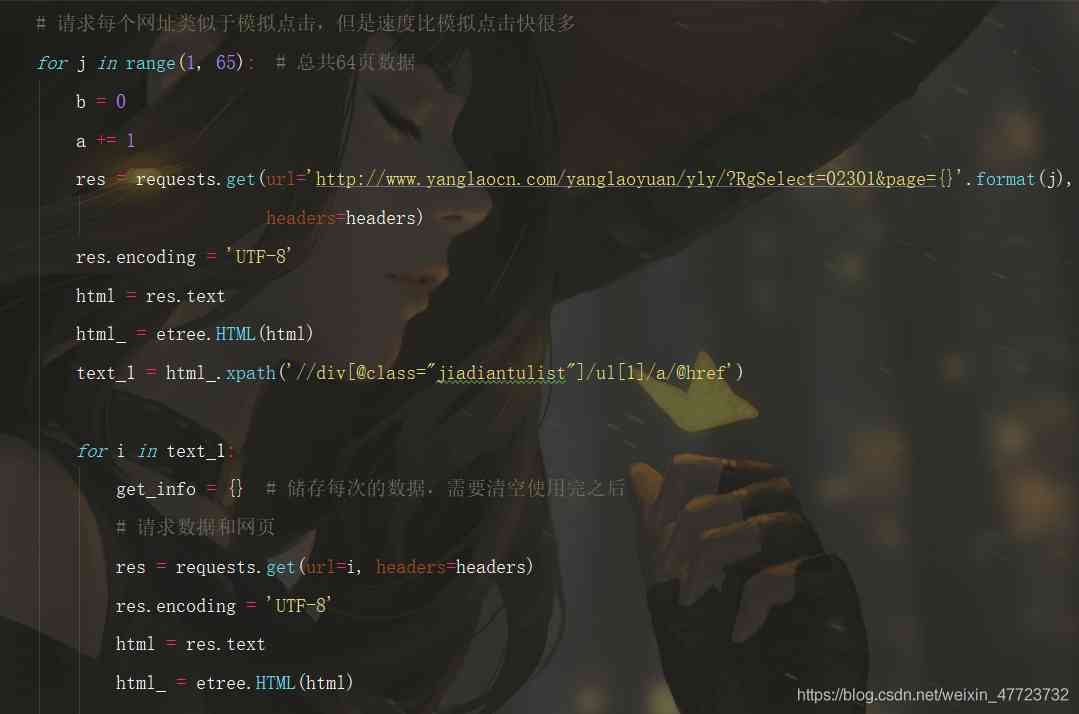 # 请求每个网址类似于模拟点击，但是速度比模拟点击快很多
for j in range(1, 65):  # 总共64页数据
    b = 0
    a += 1
    res = requests.get(url='http://www.yanglaocn.com/yanglaoyuan/yly/?RgSelect=02301&page={}'.format(j),
                       headers=headers)
    res.encoding = 'UTF-8'
    html = res.text
    html_ = etree.HTML(html)
    text_l = html_.xpath('//div[@class="jiadiantulist"]/ul[1]/a/@href')
    for i in text_l:
        get_info = {}  # 储存每次的数据，需要清空使用完之后
        # 请求数据和网页
        res = requests.get(url=i, headers=headers)
        res.encoding = 'UTF-8'
        html = res.text
        html_ = etree.HTML(html)
https://blog.csdn.net/weixin_47723732